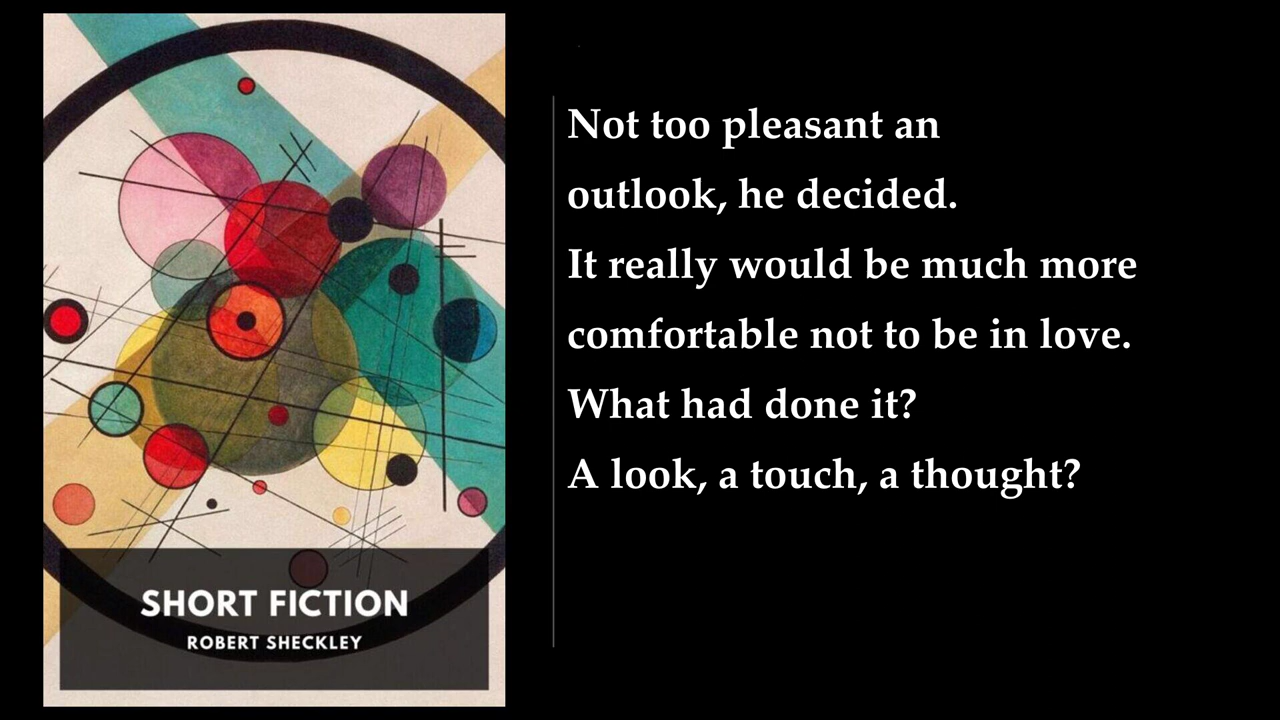 SHORT FICTION
ROBERT SHECKLEY
Not too pleasant an
outlook, he decided.
It really would be much more
comfortable not to be in love.
What had done it?
A look, a touch, a thought?